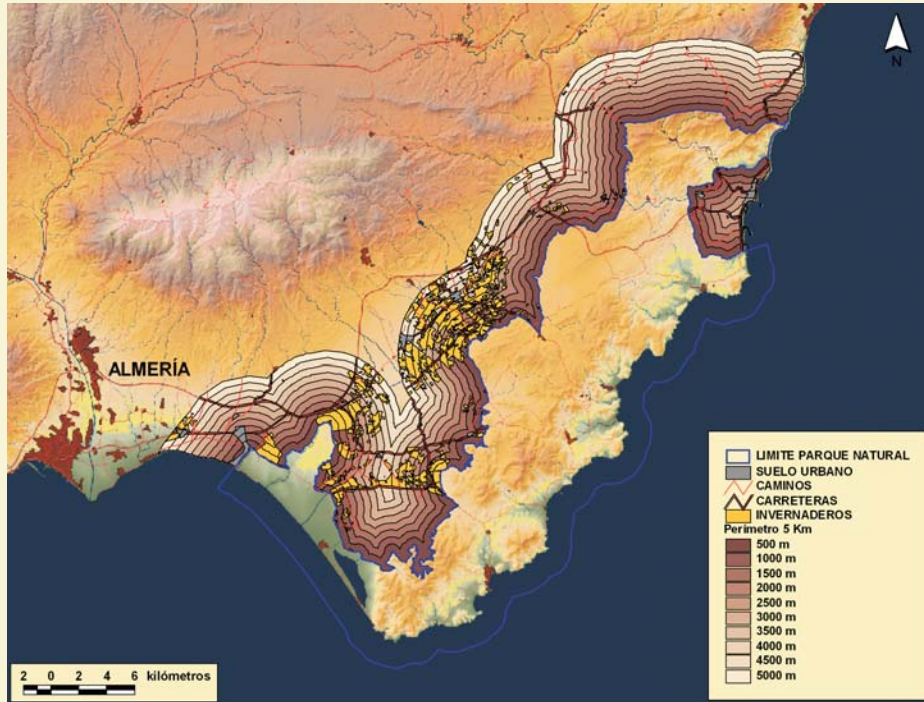 N
ALMERÍA
LIMITE PARQUE NATURAL
SUELO URBANO
CAMINOS
CARRETERAS
INVERNADEROS
Perímetro 5 Km
500 m
1000 m
1500 m
2000 m
2500 m
3000 m
3500 m
4000 m
4500 m
5000 m
2 0 2 4 6 kilómetros